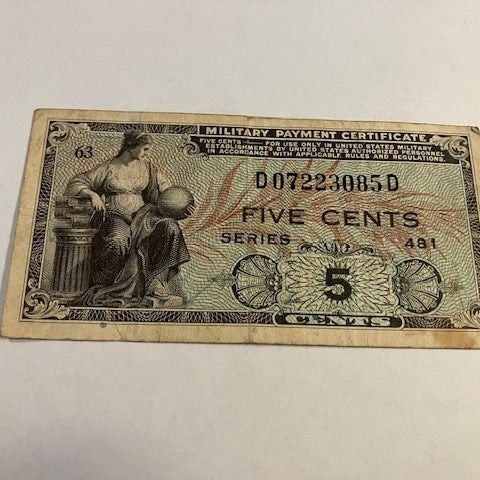 MILITARY PAYMENT CERTIFICATE
FIVE CENTS — FOR USE ONLY IN UNITED STATES MILITARY
ESTABLISHMENTS BY UNITED STATES AUTHORIZED PERSONNEL
IN ACCORDANCE WITH APPLICABLE RULES AND REGULATIONS.
63
D07223085D
FIVE CENTS
SERIES 481
5
CENTS